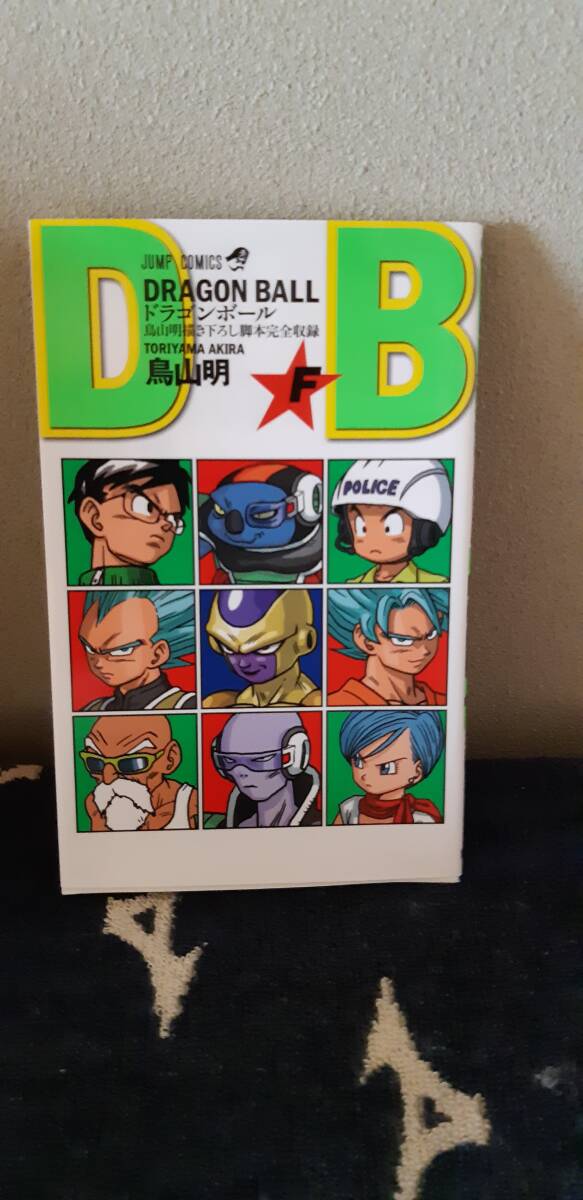 D B
JUMP COMICS
DRAGON BALL
ドラゴンボール
鳥山明描き下ろし脚本完全収録
TORIYAMA AKIRA
鳥山明
F
POLICE